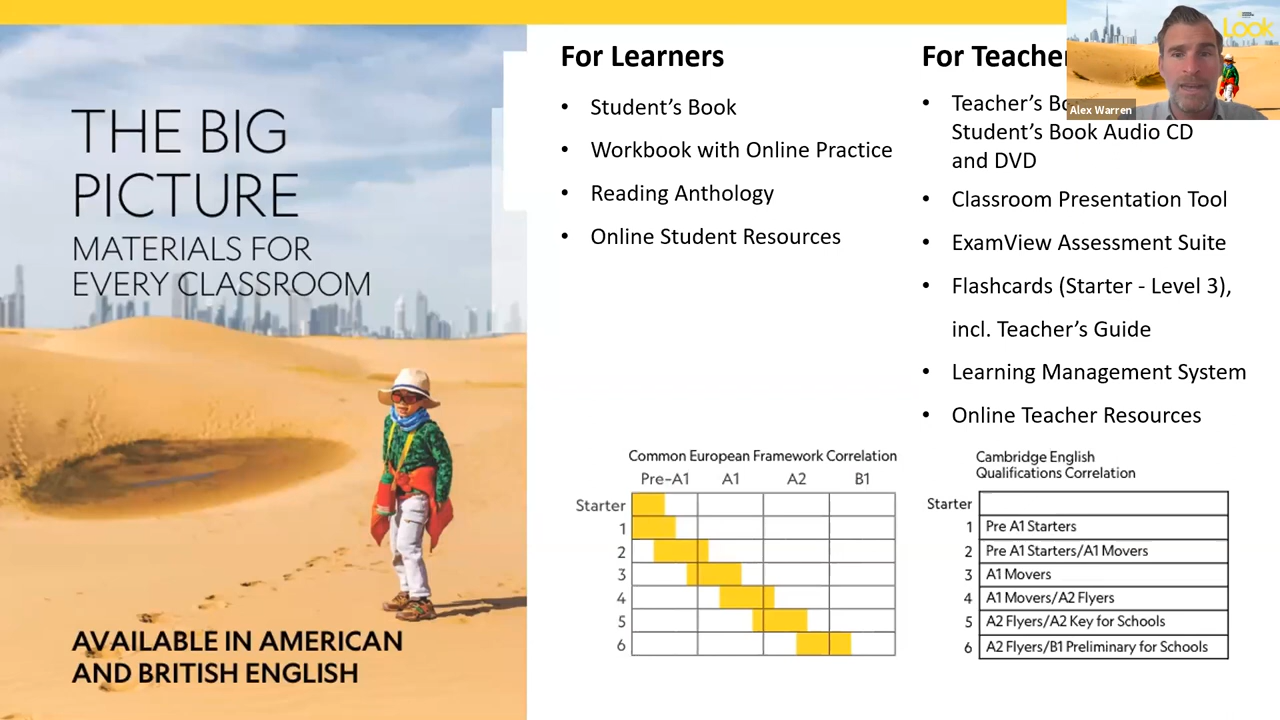 THE BIG
PICTURE
MATERIALS FOR
EVERY CLASSROOM
AVAILABLE IN AMERICAN
AND BRITISH ENGLISH
For Learners
• Student’s Book
• Workbook with Online Practice
• Reading Anthology
• Online Student Resources
For Teache
• Teacher’s Bo
Student’s Book Audio CD
and DVD
• Classroom Presentation Tool
• ExamView Assessment Suite
• Flashcards (Starter - Level 3),
incl. Teacher’s Guide
• Learning Management System
• Online Teacher Resources
Look
Alex Warren
Common European Framework Correlation
Pre-A1 A1 A2 B1
Starter
1
2
3
4
5
6
Cambridge English
Qualifications Correlation
Starter
1 Pre A1 Starters
2 Pre A1 Starters/A1 Movers
3 A1 Movers
4 A1 Movers/A2 Flyers
5 A2 Flyers/A2 Key for Schools
6 A2 Flyers/B1 Preliminary for Schools